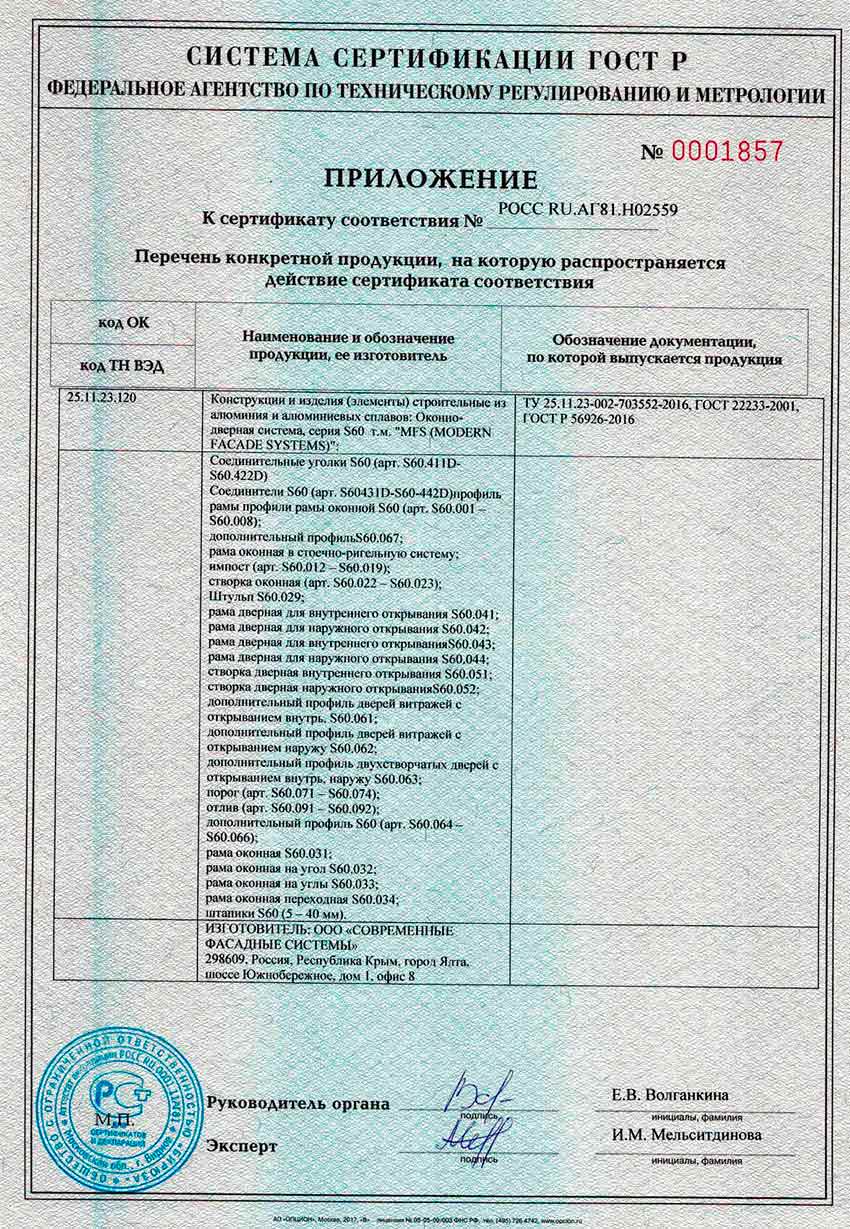 СИСТЕМА СЕРТИФИКАЦИИ ГОСТ Р
ФЕДЕРАЛЬНОЕ АГЕНТСТВО ПО ТЕХНИЧЕСКОМУ РЕГУЛИРОВАНИЮ И МЕТРОЛОГИИ
№ 0001857
ПРИЛОЖЕНИЕ
К сертификату соответствия № РОСС RU.АГ81.Н02559
Перечень конкретной продукции, на которую распространяется
действие сертификата соответствия
код ОК
код ТН ВЭД
Наименование и обозначение
продукции, ее изготовитель
Обозначение документации,
по которой выпускается продукция
25.11.23.120
Конструкции и изделия (элементы) строительные из
алюминия и алюминиевых сплавов: Оконно-
дверная система, серия S60 т.м. "MFS (MODERN
FACADE SYSTEMS)":
ТУ 25.11.23-002-703552-2016, ГОСТ 22233-2001,
ГОСТ Р 56926-2016
Соединительные уголки S60 (арт. S60.411D-
S60.422D)
Соединители S60 (арт. S60431D-S60-442D)профиль
рамы профили рамы оконной S60 (арт. S60.001 –
S60.008);
дополнительный профильS60.067;
рама оконная в стоечно-ригельную систему;
импост (арт. S60.012 – S60.019);
створка оконная (арт. S60.022 – S60.023);
Штульп S60.029;
рама дверная для внутреннего открывания S60.041;
рама дверная для наружного открывания S60.042;
рама дверная для внутреннего открыванияS60.043;
рама дверная для наружного открывания S60.044;
створка дверная внутреннего открывания S60.051;
створка дверная наружного открыванияS60.052;
дополнительный профиль дверей витражей с
открыванием внутрь, S60.061;
дополнительный профиль дверей витражей с
открыванием наружу S60.062;
дополнительный профиль двухстворчатых дверей с
открыванием внутрь, наружу S60.063;
порог (арт. S60.071 – S60.074);
отлив (арт. S60.091 – S60.092);
дополнительный профиль S60 (арт. S60.064 –
S60.066);
рама оконная S60.031;
рама оконная на угол S60.032;
рама оконная на углы S60.033;
рама оконная переходная S60.034;
штапики S60 (5 – 40 мм).
ИЗГОТОВИТЕЛЬ: ООО «СОВРЕМЕННЫЕ
ФАСАДНЫЕ СИСТЕМЫ»
298609, Россия, Республика Крым, город Ялта,
шоссе Южнобережное, дом 1, офис 8
ОБЩЕСТВО С ОГРАНИЧЕННОЙ ОТВЕТСТВЕННОСТЬЮ
РСТ
М.П.
СЕРТИФИКАТОВ
И ДЕКЛАРАЦИЙ
Руководитель органа
подпись
Е.В. Волганкина
инициалы, фамилия
Эксперт
подпись
И.М. Мельситдинова
инициалы, фамилия
АО «ОПЦИОН», Москва, 2017, «В» лицензия № 05-05-09/003 ФНС РФ, тел. (495) 726 4742, www.opcion.ru